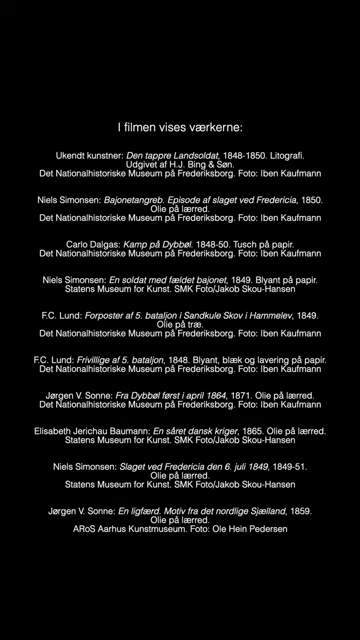 I filmen vises værkerne:
Ukendt kunstner: Den tappre Landsoldat, 1848-1850. Litografi.
Udgivet af H.J. Bing & Søn.
Det Nationalhistoriske Museum på Frederiksborg. Foto: Iben Kaufmann
Niels Simonsen: Bajonetangreb. Episode af slaget ved Fredericia, 1850.
Olie på lærred.
Det Nationalhistoriske Museum på Frederiksborg. Foto: Iben Kaufmann
Carlo Dalgas: Kamp på Dybbøl. 1848-50. Tusch på papir.
Det Nationalhistoriske Museum på Frederiksborg. Foto: Iben Kaufmann
Niels Simonsen: En soldat med fældet bajonet, 1849. Blyant på papir.
Statens Museum for Kunst. SMK Foto/Jakob Skou-Hansen
F.C. Lund: Forposter af 5. bataljon i Sandkule Skov i Hammelev, 1849.
Olie på træ.
Det Nationalhistoriske Museum på Frederiksborg. Foto: Iben Kaufmann
F.C. Lund: Frivillige af 5. bataljon, 1848. Blyant, blæk og lavering på papir.
Det Nationalhistoriske Museum på Frederiksborg. Foto: Iben Kaufmann
Jørgen V. Sonne: Fra Dybbøl først i april 1864, 1871. Olie på lærred.
Det Nationalhistoriske Museum på Frederiksborg. Foto: Iben Kaufmann
Elisabeth Jerichau Baumann: En såret dansk kriger, 1865. Olie på lærred.
Statens Museum for Kunst. SMK Foto/Jakob Skou-Hansen
Niels Simonsen: Slaget ved Fredericia den 6. juli 1849, 1849-51.
Olie på lærred.
Statens Museum for Kunst. SMK Foto/Jakob Skou-Hansen
Jørgen V. Sonne: En ligfærd. Motiv fra det nordlige Sjælland, 1859.
Olie på lærred.
ARoS Aarhus Kunstmuseum. Foto: Ole Hein Pedersen